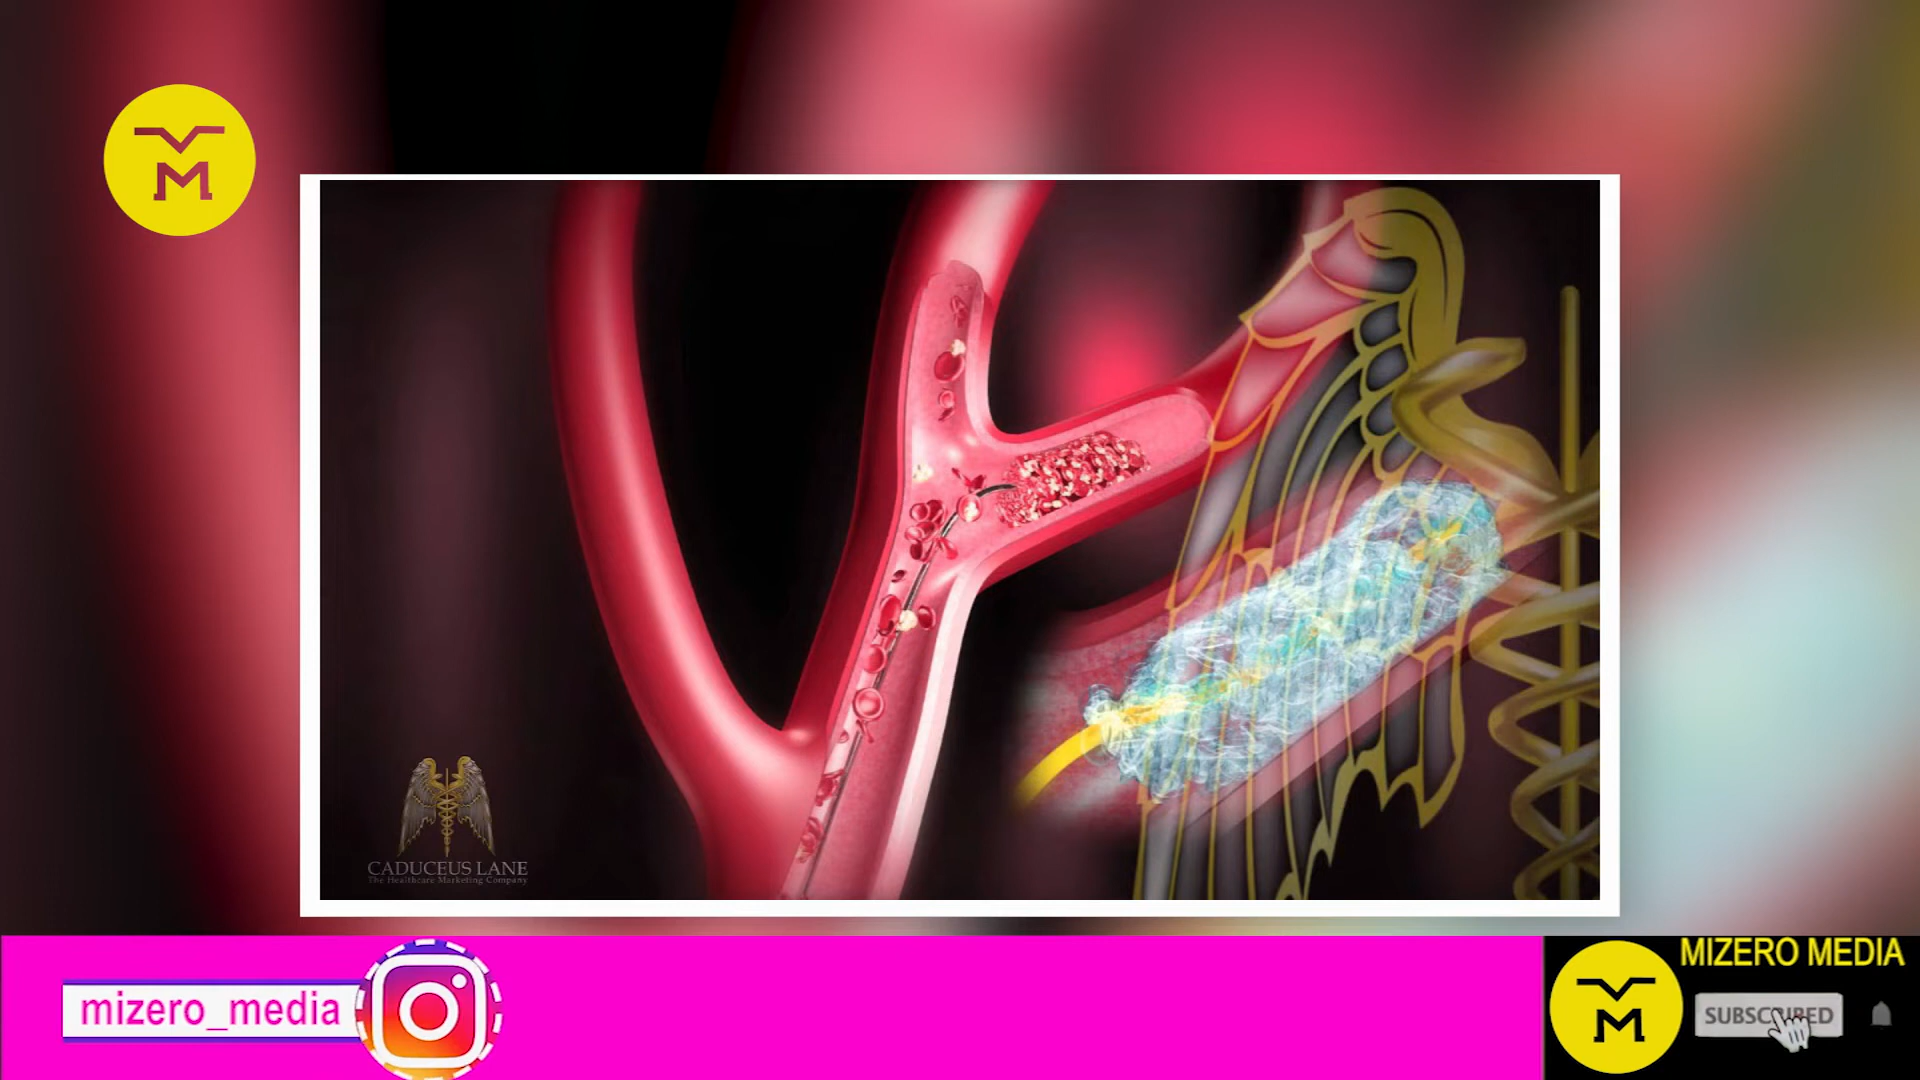 CADUCEUS LANE
The Healthcare Marketing Company
mizero_media
MIZERO MEDIA
SUBSCRIBED